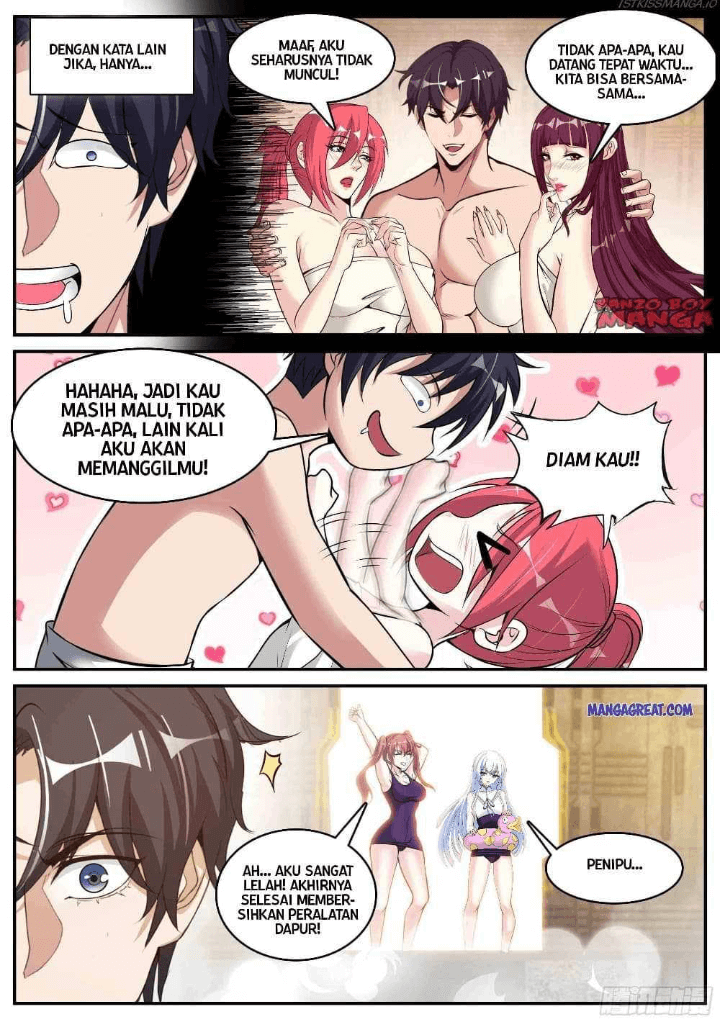 1STKISSMANGA.IO
DENGAN KATA LAIN
JIKA, HANYA...
MAAF, AKU
SEHARUSNYA TIDAK
MUNCUL!
TIDAK APA-APA, KAU
DATANG TEPAT WAKTU...
KITA BISA BERSAMA-
SAMA...
MANZO BOY
MANGA
HAHAHA, JADI KAU
MASIH MALU, TIDAK
APA-APA, LAIN KALI
AKU AKAN
MEMANGGILMU!
DIAM KAU!!
MANGAGREAT.COM
AH... AKU SANGAT
LELAH! AKHIRNYA
SELESAI MEMBER-
SIHKAN PERALATAN
DAPUR!
PENIPU...